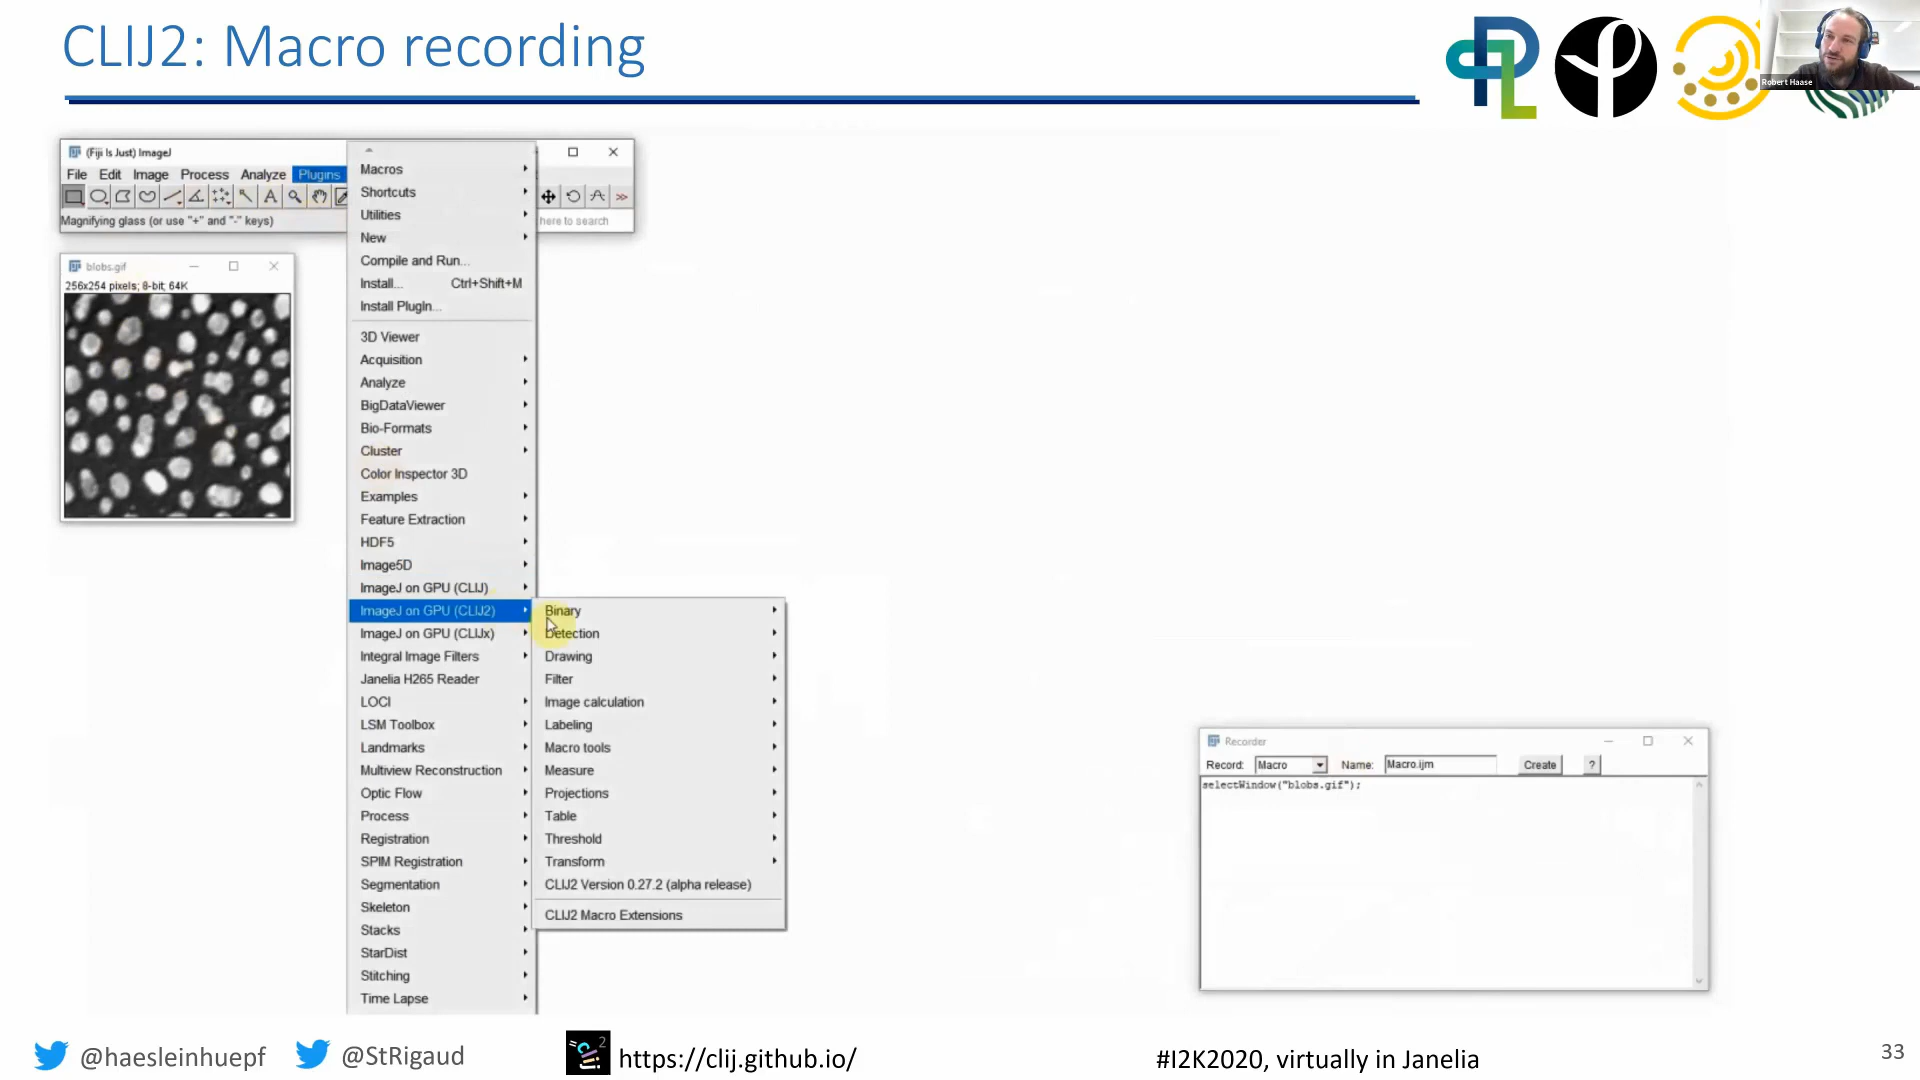 CLIJ2: Macro recording
Robert Haase
(Fiji Is Just) ImageJ
File Edit Image Process Analyze Plugins
Magnifying glass (or use "+" and "-" keys)
here to search
blobs.gif
256x254 pixels; 8-bit; 64K
Macros
Shortcuts
Utilities
New
Compile and Run...
Install... Ctrl+Shift+M
Install PlugIn...
3D Viewer
Acquisition
Analyze
BigDataViewer
Bio-Formats
Cluster
Color Inspector 3D
Examples
Feature Extraction
HDF5
Image5D
ImageJ on GPU (CLIJ)
ImageJ on GPU (CLIJ2)
ImageJ on GPU (CLIJx)
Integral Image Filters
Janelia H265 Reader
LOCI
LSM Toolbox
Landmarks
Multiview Reconstruction
Optic Flow
Process
Registration
SPIM Registration
Segmentation
Skeleton
Stacks
StarDist
Stitching
Time Lapse
Binary
Detection
Drawing
Filter
Image calculation
Labeling
Macro tools
Measure
Projections
Table
Threshold
Transform
CLIJ2 Version 0.27.2 (alpha release)
CLIJ2 Macro Extensions
Recorder
Record: Macro Name: Macro.ijm Create ?
selectWindow("blobs.gif");
@haesleinhuepf @StRigaud https://clij.github.io/ #I2K2020, virtually in Janelia 33